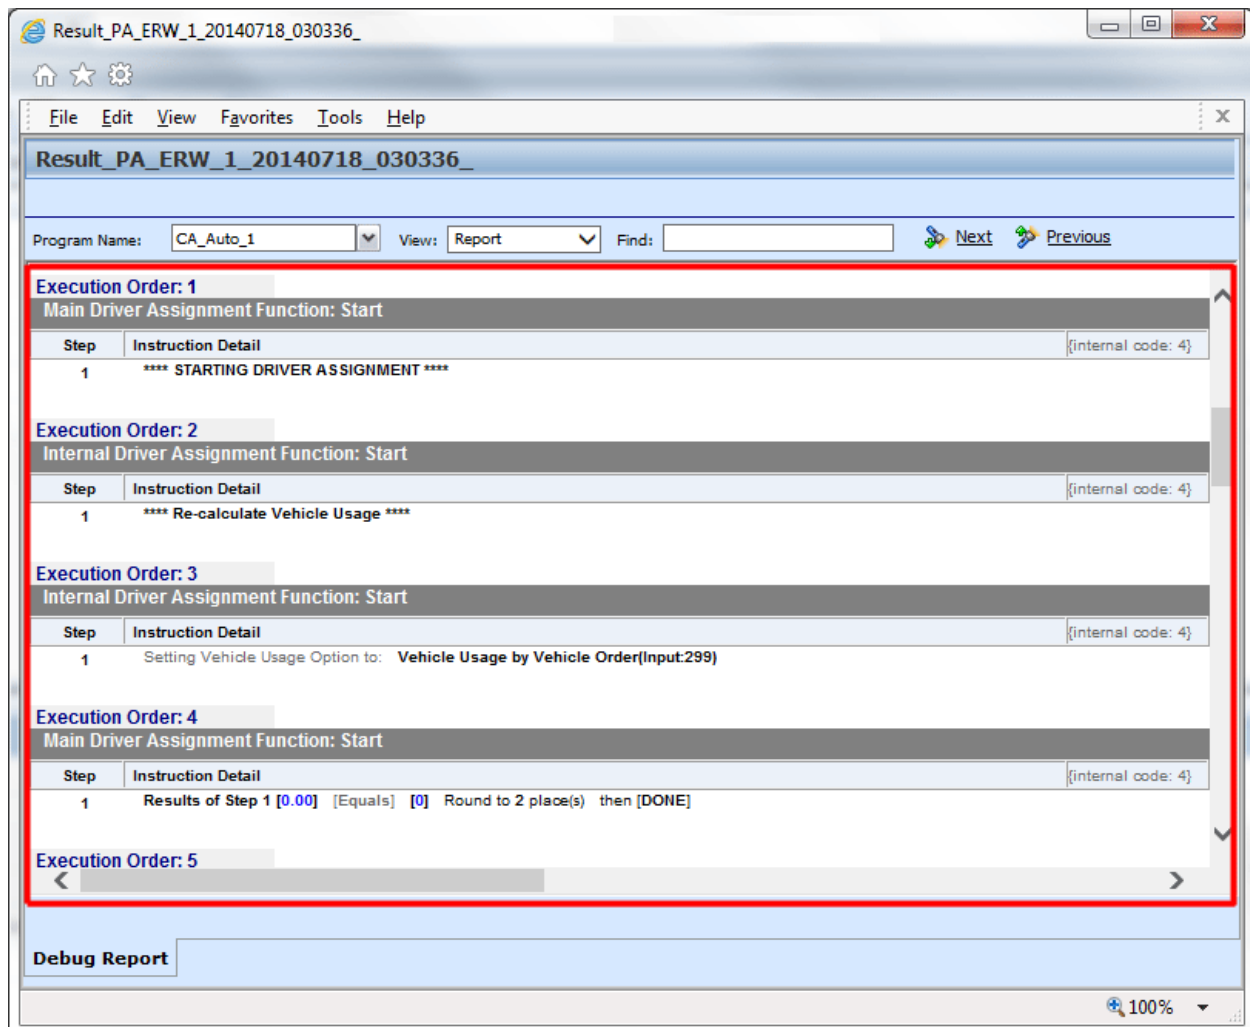 Result_PA_ERW_1_20140718_030336_
File Edit View Favorites Tools Help
Result_PA_ERW_1_20140718_030336_
Program Name: CA_Auto_1 View: Report Find: Next Previous
Execution Order: 1
Main Driver Assignment Function: Start
Step Instruction Detail {internal code: 4}
1 **** STARTING DRIVER ASSIGNMENT ****
Execution Order: 2
Internal Driver Assignment Function: Start
Step Instruction Detail {internal code: 4}
1 **** Re-calculate Vehicle Usage ****
Execution Order: 3
Internal Driver Assignment Function: Start
Step Instruction Detail {internal code: 4}
1 Setting Vehicle Usage Option to: Vehicle Usage by Vehicle Order(Input:299)
Execution Order: 4
Main Driver Assignment Function: Start
Step Instruction Detail {internal code: 4}
1 Results of Step 1 [0.00] [Equals] [0] Round to 2 place(s) then [DONE]
Execution Order: 5
Debug Report
100%